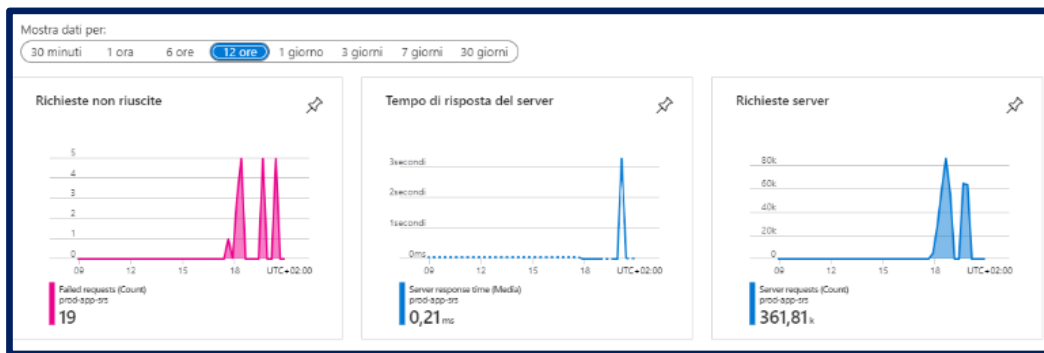 Mostra dati per:
30 minuti 1 ora 6 ore 12 ore 1 giorno 3 giorni 7 giorni 30 giorni
Richieste non riuscite
5
4
3
2
1
0
09 12 15 18 UTC+02:00
Failed requests (Count)
prod-app-srs
19
Tempo di risposta del server
3secondi
2secondi
1secondi
0ms
09 12 15 18 UTC+02:00
Server response time (Media)
prod-app-srs
0,21 ms
Richieste server
80k
60k
40k
20k
0
09 12 15 18 UTC+02:00
Server requests (Count)
prod-app-srs
361,81 k